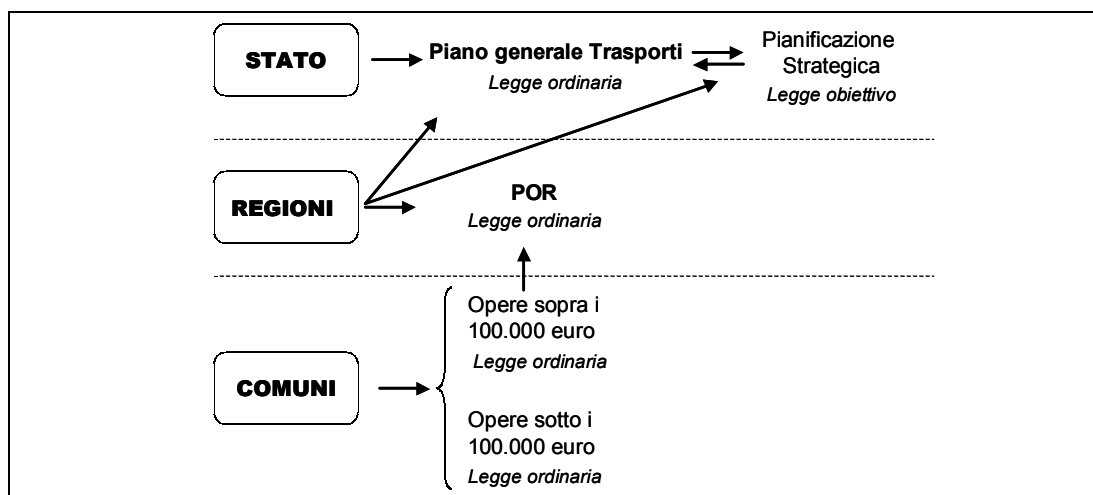 STATO
Piano generale Trasporti
Legge ordinaria
Pianificazione
Strategica
Legge obiettivo
REGIONI
POR
Legge ordinaria
COMUNI
Opere sopra i
100.000 euro
Legge ordinaria
Opere sotto i
100.000 euro
Legge ordinaria